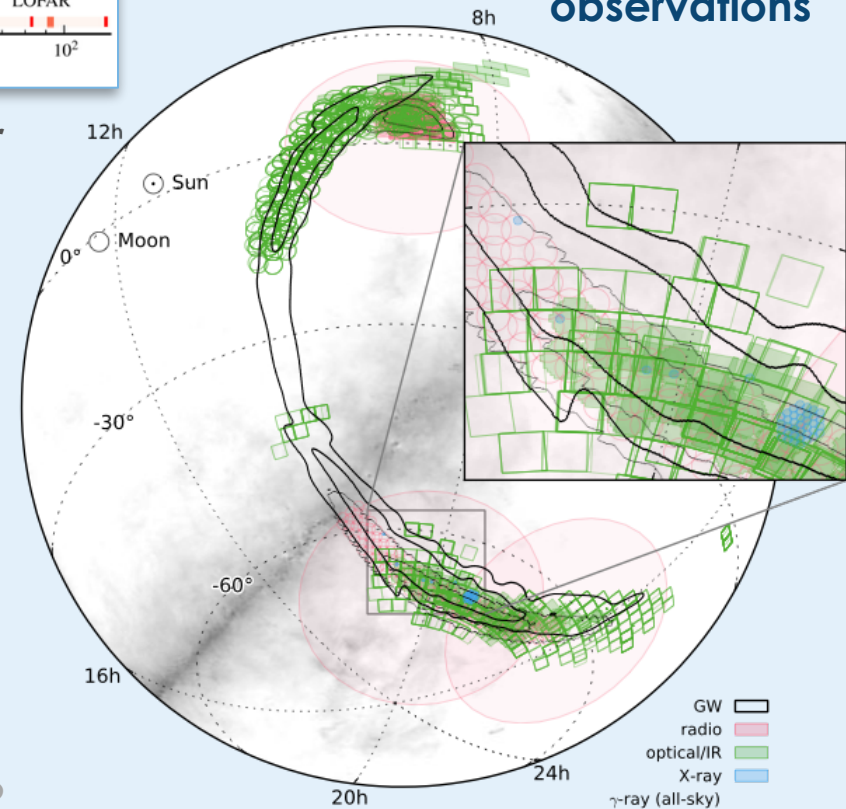 LOFAR
10²
observations
8h
12h
Sun
Moon
0°
-30°
-60°
16h
20h
24h
GW
radio
optical/IR
X-ray
γ-ray (all-sky)